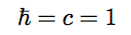 ℏ = c = 1